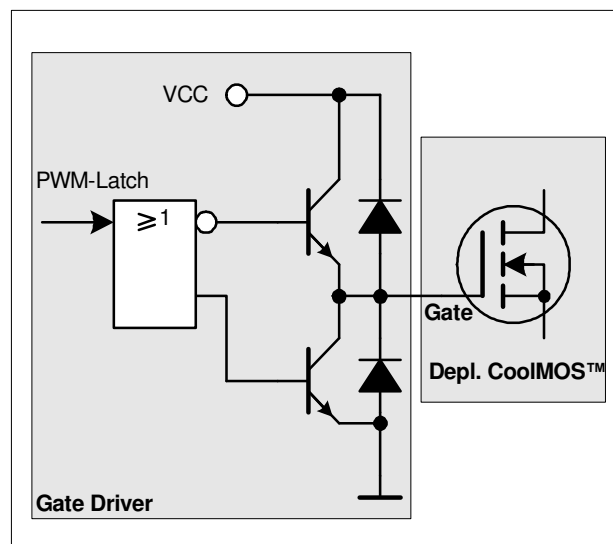 VCC
PWM-Latch
≥1
Gate
Depl. CoolMOS™
Gate Driver